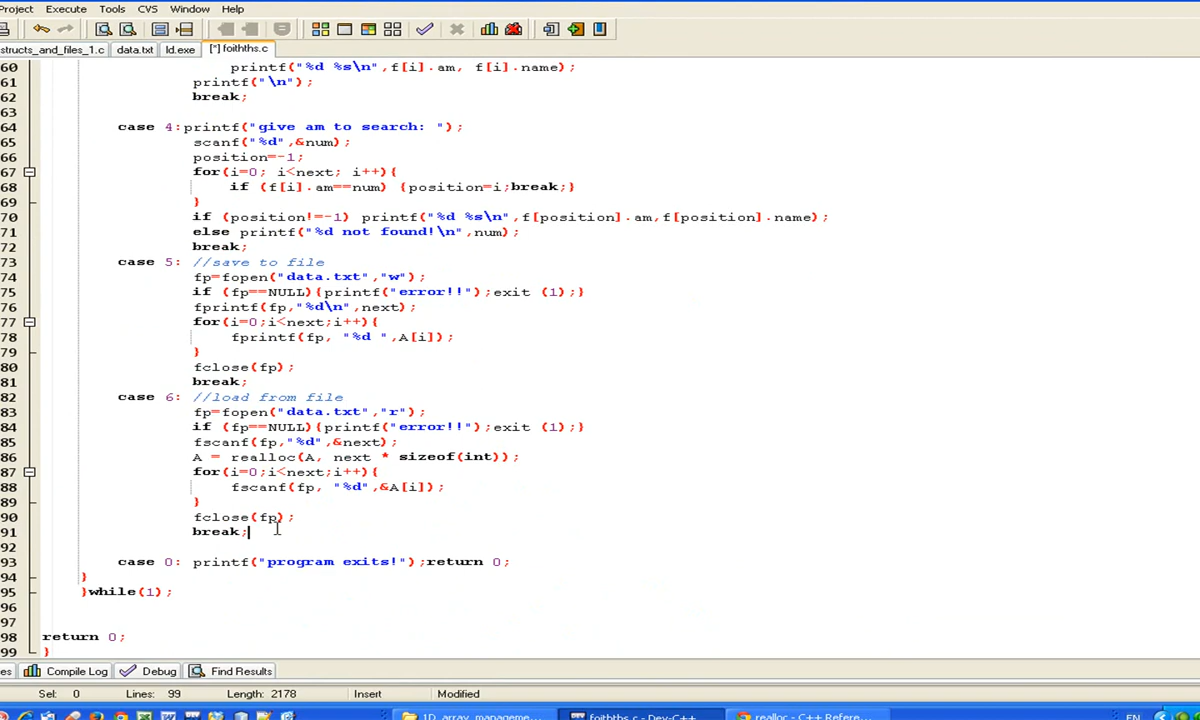 Project Execute Tools CVS Window Help
structs_and_files_1.c data.txt ld.exe [*] foithths.c
60 printf("%d %s\n",f[i].am, f[i].name);
61 printf("\n");
62 break;
63
64 case 4:printf("give am to search: ");
65 scanf("%d",&num);
66 position=-1;
67 for(i=0; i<next; i++){
68 if (f[i].am==num) {position=i;break;}
69 }
70 if (position!=-1) printf("%d %s\n",f[position].am,f[position].name);
71 else printf("%d not found!\n",num);
72 break;
73 case 5: //save to file
74 fp=fopen("data.txt","w");
75 if (fp==NULL){printf("error!!");exit (1);}
76 fprintf(fp,"%d\n",next);
77 for(i=0;i<next;i++){
78 fprintf(fp, "%d ",A[i]);
79 }
80 fclose(fp);
81 break;
82 case 6: //load from file
83 fp=fopen("data.txt","r");
84 if (fp==NULL){printf("error!!");exit (1);}
85 fscanf(fp,"%d",&next);
86 A = realloc(A, next * sizeof(int));
87 for(i=0;i<next;i++){
88 fscanf(fp, "%d",&A[i]);
89 }
90 fclose(fp);
91 break;
92
93 case 0: printf("program exits!");return 0;
94 }
95 }while(1);
96
97
98 return 0;
99 }
es Compile Log Debug Find Results
Sel: 0 Lines: 99 Length: 2178 Insert Modified
1D_array_manageme... foithths.c - Dev-C++ realloc - C++ Refere... EN